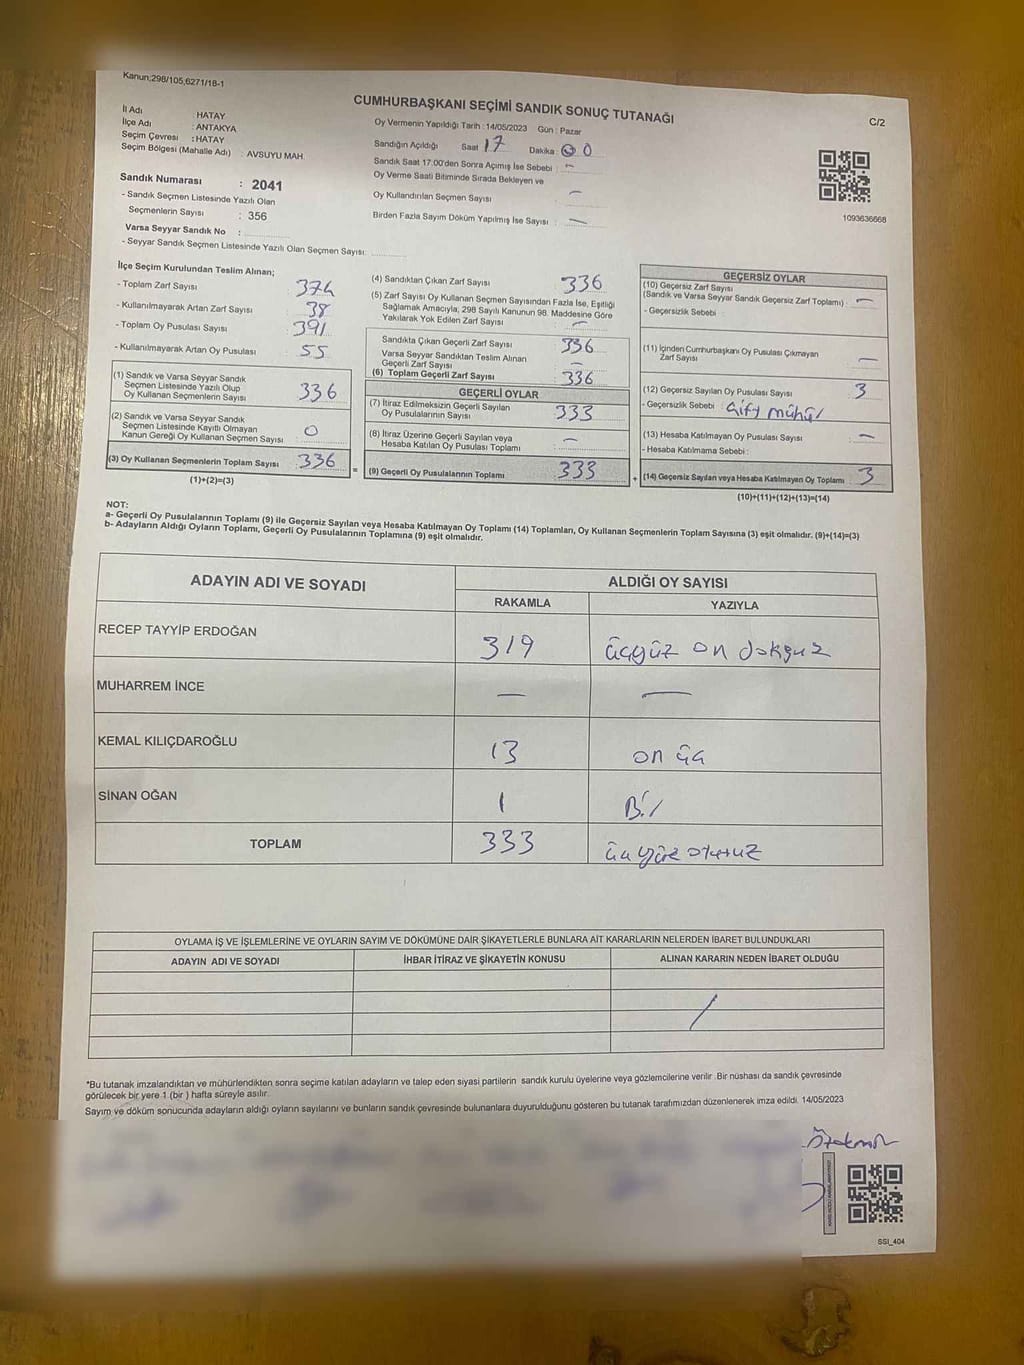 Kanun;298/105,6271/18-1
CUMHURBAŞKANI SEÇİMİ SANDIK SONUÇ TUTANAĞI
C/2
İl Adı : HATAY
İlçe Adı : ANTAKYA
Seçim Çevresi : HATAY
Seçim Bölgesi (Mahalle Adı) : AVSUYU MAH.
Sandık Numarası : 2041
- Sandık Seçmen Listesinde Yazılı Olan
Seçmenlerin Sayısı : 356
Varsa Seyyar Sandık No :
- Seyyar Sandık Seçmen Listesinde Yazılı Olan Seçmen Sayısı:
Oy Vermenin Yapıldığı Tarih : 14/05/2023 Gün : Pazar
Sandığın Açıldığı Saat 17 Dakika : 0
Sandık Saat 17:00'den Sonra Açımış İse Sebebi : -
Oy Verme Saati Bitiminde Sırada Bekleyen ve
Oy Kullandırılan Seçmen Sayısı : -
Birden Fazla Sayım Döküm Yapılmış İse Sayısı : -
1093636668
İlçe Seçim Kurulundan Teslim Alınan;
- Toplam Zarf Sayısı 374
- Kullanılmayarak Artan Zarf Sayısı 38
- Toplam Oy Pusulası Sayısı 391
- Kullanılmayarak Artan Oy Pusulası 55
(1) Sandık ve Varsa Seyyar Sandık
Seçmen Listesinde Yazılı Olup
Oy Kullanan Seçmenlerin Sayısı 336
(2) Sandık ve Varsa Seyyar Sandık
Seçmen Listesinde Kayıtlı Olmayan
Kanun Gereği Oy Kullanan Seçmen Sayısı 0
(3) Oy Kullanan Seçmenlerin Toplam Sayısı 336
(1)+(2)=(3)
(4) Sandıktan Çıkan Zarf Sayısı 336
(5) Zarf Sayısı Oy Kullanan Seçmen Sayısından Fazla İse, Eşitliği
Sağlamak Amacıyla, 298 Sayılı Kanunun 98. Maddesine Göre
Yakılarak Yok Edilen Zarf Sayısı -
Sandıkta Çıkan Geçerli Zarf Sayısı 336
Varsa Seyyar Sandıktan Teslim Alınan
Geçerli Zarf Sayısı -
(6) Toplam Geçerli Zarf Sayısı 336
=
GEÇERLİ OYLAR
(7) İtiraz Edilmeksizin Geçerli Sayılan
Oy Pusulalarının Sayısı 333
(8) İtiraz Üzerine Geçerli Sayılan veya
Hesaba Katılan Oy Pusulası Toplamı -
(9) Geçerli Oy Pusulalarının Toplamı 333
+
GEÇERSİZ OYLAR
(10) Geçersiz Zarf Sayısı
(Sandık ve Varsa Seyyar Sandık Geçersiz Zarf Toplamı) : -
- Geçersizlik Sebebi :
(11) İçinden Cumhurbaşkanı Oy Pusulası Çıkmayan
Zarf Sayısı -
(12) Geçersiz Sayılan Oy Pusulası Sayısı 3
- Geçersizlik Sebebi : çift mühür
(13) Hesaba Katılmayan Oy Pusulası Sayısı -
- Hesaba Katılmama Sebebi :
(14) Geçersiz Sayılan veya Hesaba Katılmayan Oy Toplamı 3
(10)+(11)+(12)+(13)=(14)
NOT:
a- Geçerli Oy Pusulalarının Toplamı (9) ile Geçersiz Sayılan veya Hesaba Katılmayan Oy Toplamı (14) Toplamları, Oy Kullanan Seçmenlerin Toplam Sayısına (3) eşit olmalıdır. (9)+(14)=(3)
b- Adayların Aldığı Oyların Toplamı, Geçerli Oy Pusulalarının Toplamına (9) eşit olmalıdır.
ADAYIN ADI VE SOYADI
ALDIĞI OY SAYISI
RAKAMLA
YAZIYLA
RECEP TAYYİP ERDOĞAN 319 üçyüz on dokuz
MUHARREM İNCE - -
KEMAL KILIÇDAROĞLU 13 on üç
SİNAN OĞAN 1 Bir
TOPLAM 333 üçyüz otuz
OYLAMA İŞ VE İŞLEMLERİNE VE OYLARIN SAYIM VE DÖKÜMÜNE DAİR ŞİKAYETLERLE BUNLARA AİT KARARLARIN NELERDEN İBARET BULUNDUKLARI
ADAYIN ADI VE SOYADI
İHBAR İTİRAZ VE ŞİKAYETİN KONUSU
ALINAN KARARIN NEDEN İBARET OLDUĞU
*Bu tutanak imzalandıktan ve mühürlendikten sonra seçime katılan adayların ve talep eden siyasi partilerin sandık kurulu üyelerine veya gözlemcilerine verilir .Bir nüshası da sandık çevresinde
görülecek bir yere 1 (bir ) hafta süreyle asılır.
Sayım ve döküm sonucunda adayların aldığı oyların sayılarını ve bunların sandık çevresinde bulunanlara duyurulduğunu gösteren bu tutanak tarafımızdan düzenlenerek imza edildi. 14/05/2023
SSI_404